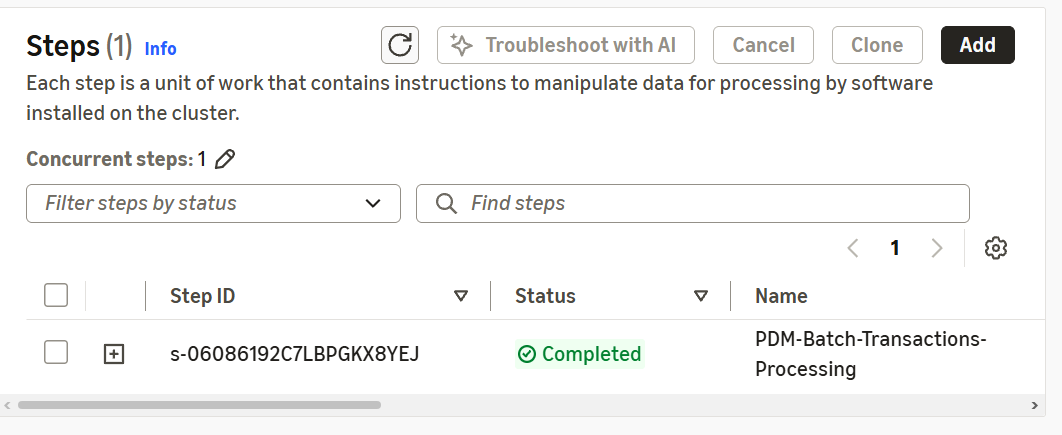 Steps (1) Info Troubleshoot with AI Cancel Clone Add
Each step is a unit of work that contains instructions to manipulate data for processing by software
installed on the cluster.
Concurrent steps: 1
Filter steps by status Find steps
1
Step ID Status Name
s-06086192C7LBPGKX8YEJ Completed PDM-Batch-Transactions-
Processing